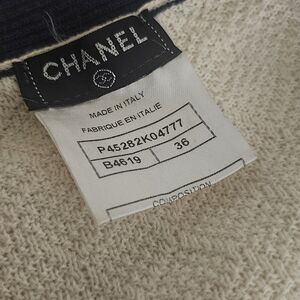 CHANEL
MADE IN ITALY
FABRIQUE EN ITALIE
P45282K04777
B4619 36
COMPOSITION